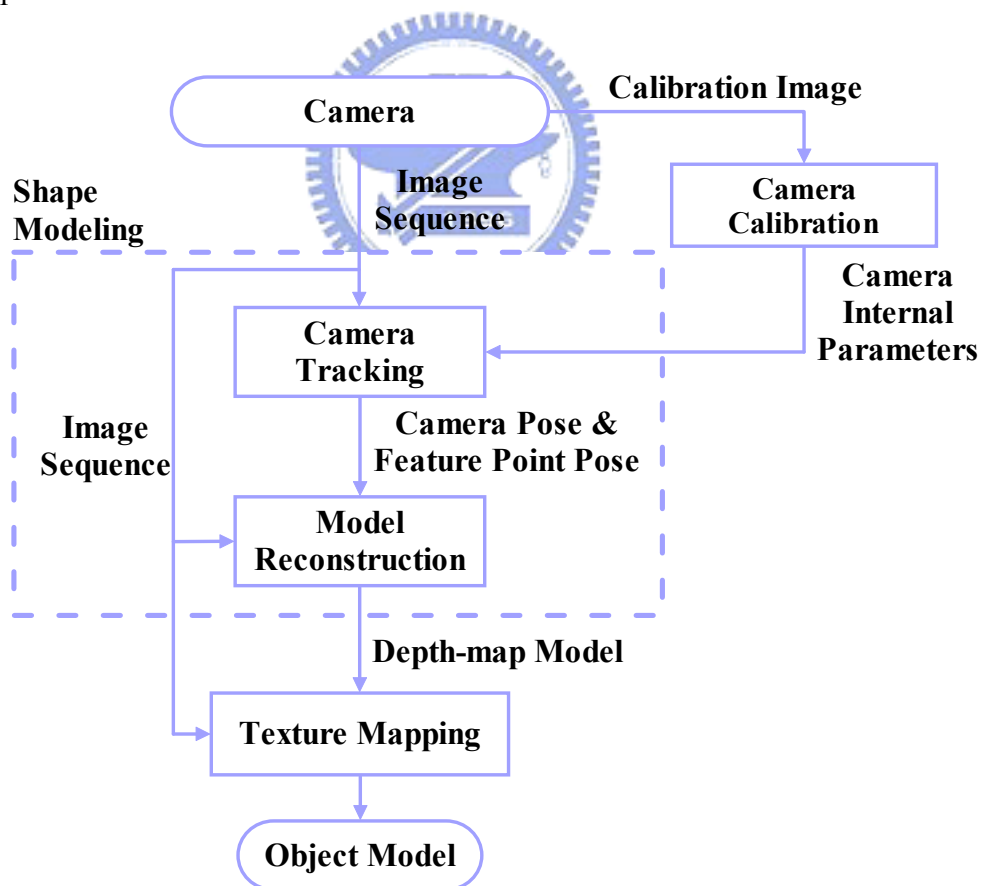 Calibration Image
Camera
Image
Sequence
Camera
Calibration
Shape
Modeling
Camera
Internal
Parameters
Camera
Tracking
Image
Sequence
Camera Pose &
Feature Point Pose
Model
Reconstruction
Depth-map Model
Texture Mapping
Object Model